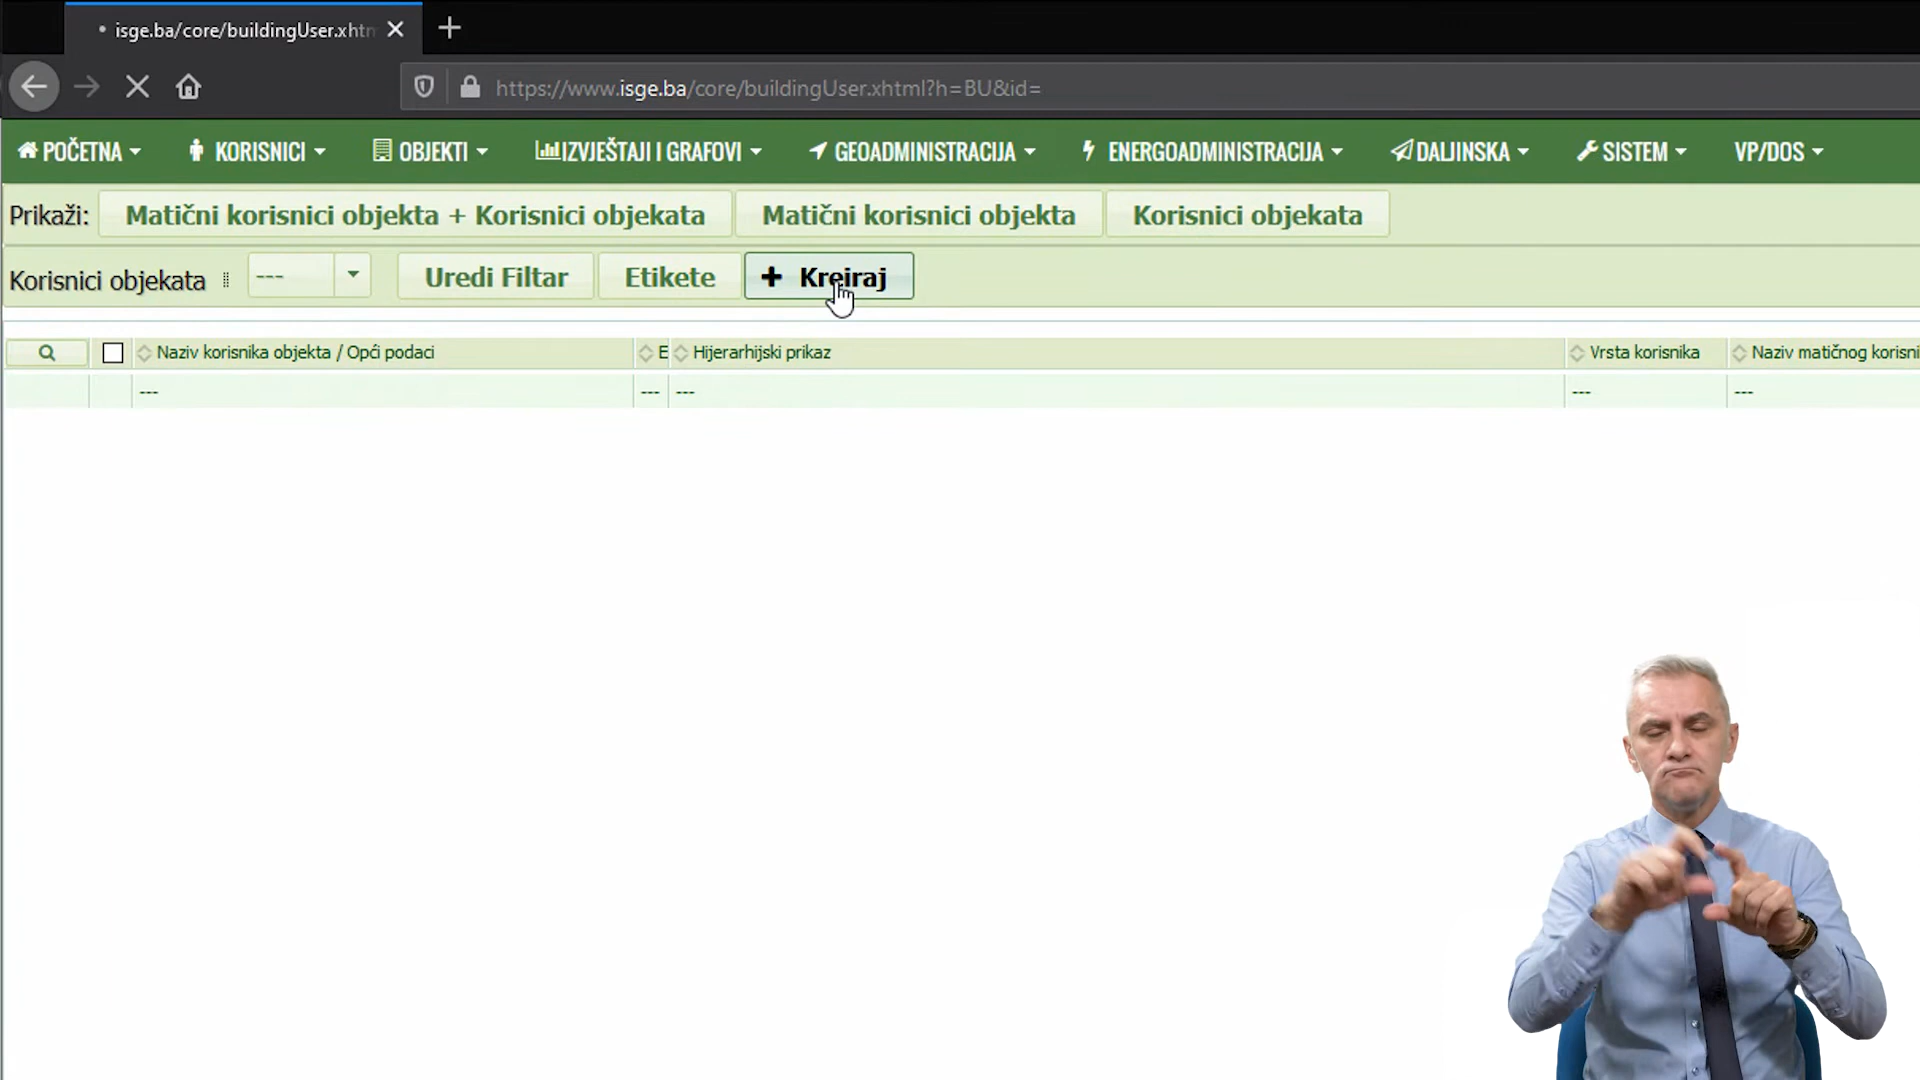 isge.ba/core/buildingUser.xhtm
https://www.isge.ba/core/buildingUser.xhtml?h=BU&id=
POČETNA KORISNICI OBJEKTI IZVJEŠTAJI I GRAFOVI GEOADMINISTRACIJA ENERGOADMINISTRACIJA DALJINSKA SISTEM VP/DOS
Prikaži: Matični korisnici objekta + Korisnici objekata Matični korisnici objekta Korisnici objekata
Korisnici objekata --- Uredi Filtar Etikete + Kreiraj
Naziv korisnika objekta / Opći podaci E Hijerarhijski prikaz Vrsta korisnika Naziv matičnog korisni
--- --- --- --- ---